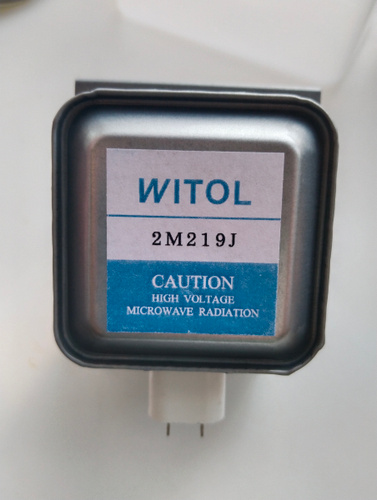 WITOL
2M219J
CAUTION
HIGH VOLTAGE
MICROWAVE RADIATION